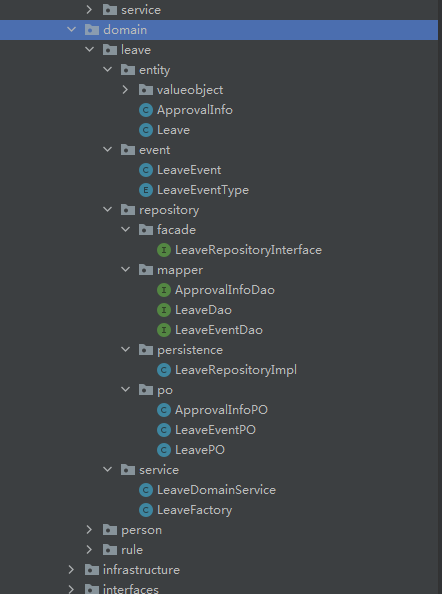 service
domain
leave
entity
valueobject
C ApprovalInfo
C Leave
event
C LeaveEvent
E LeaveEventType
repository
facade
I LeaveRepositoryInterface
mapper
I ApprovalInfoDao
I LeaveDao
I LeaveEventDao
persistence
C LeaveRepositoryImpl
po
C ApprovalInfoPO
C LeaveEventPO
C LeavePO
service
C LeaveDomainService
C LeaveFactory
person
rule
infrastructure
interfaces